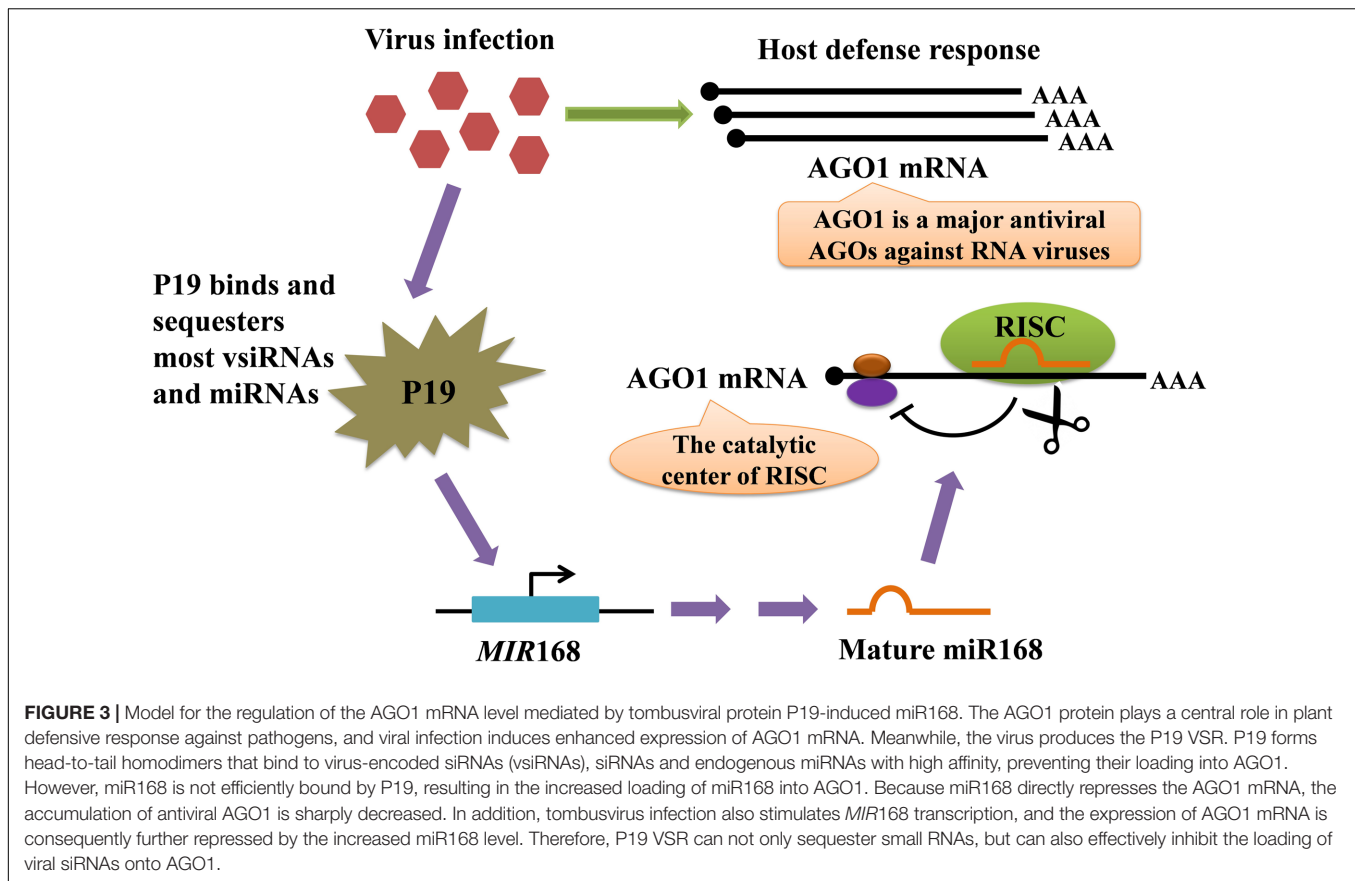 Virus infection
Host defense response
AAA
AAA
AAA
AGO1 mRNA
AGO1 is a major antiviral
AGOs against RNA viruses
P19 binds and
sequesters
most vsiRNAs
and miRNAs
P19
RISC
AGO1 mRNA
AAA
The catalytic
center of RISC
MIR168
Mature miR168
FIGURE 3 | Model for the regulation of the AGO1 mRNA level mediated by tombusviral protein P19-induced miR168. The AGO1 protein plays a central role in plant
defensive response against pathogens, and viral infection induces enhanced expression of AGO1 mRNA. Meanwhile, the virus produces the P19 VSR. P19 forms
head-to-tail homodimers that bind to virus-encoded siRNAs (vsiRNAs), siRNAs and endogenous miRNAs with high affinity, preventing their loading into AGO1.
However, miR168 is not efficiently bound by P19, resulting in the increased loading of miR168 into AGO1. Because miR168 directly represses the AGO1 mRNA, the
accumulation of antiviral AGO1 is sharply decreased. In addition, tombusvirus infection also stimulates MIR168 transcription, and the expression of AGO1 mRNA is
consequently further repressed by the increased miR168 level. Therefore, P19 VSR can not only sequester small RNAs, but can also effectively inhibit the loading of
viral siRNAs onto AGO1.